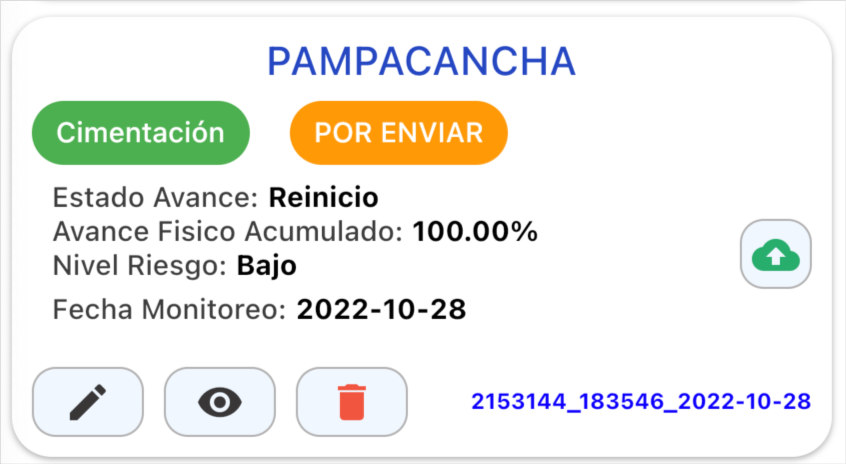 PAMPACANCHA
Cimentación
POR ENVIAR
Estado Avance: Reinicio
Avance Fisico Acumulado: 100.00%
Nivel Riesgo: Bajo
Fecha Monitoreo: 2022-10-28
2153144_183546_2022-10-28